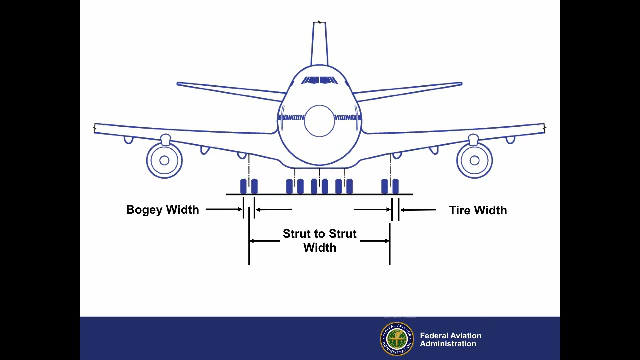 Bogey Width
Tire Width
Strut to Strut
Width
Federal Aviation
Administration